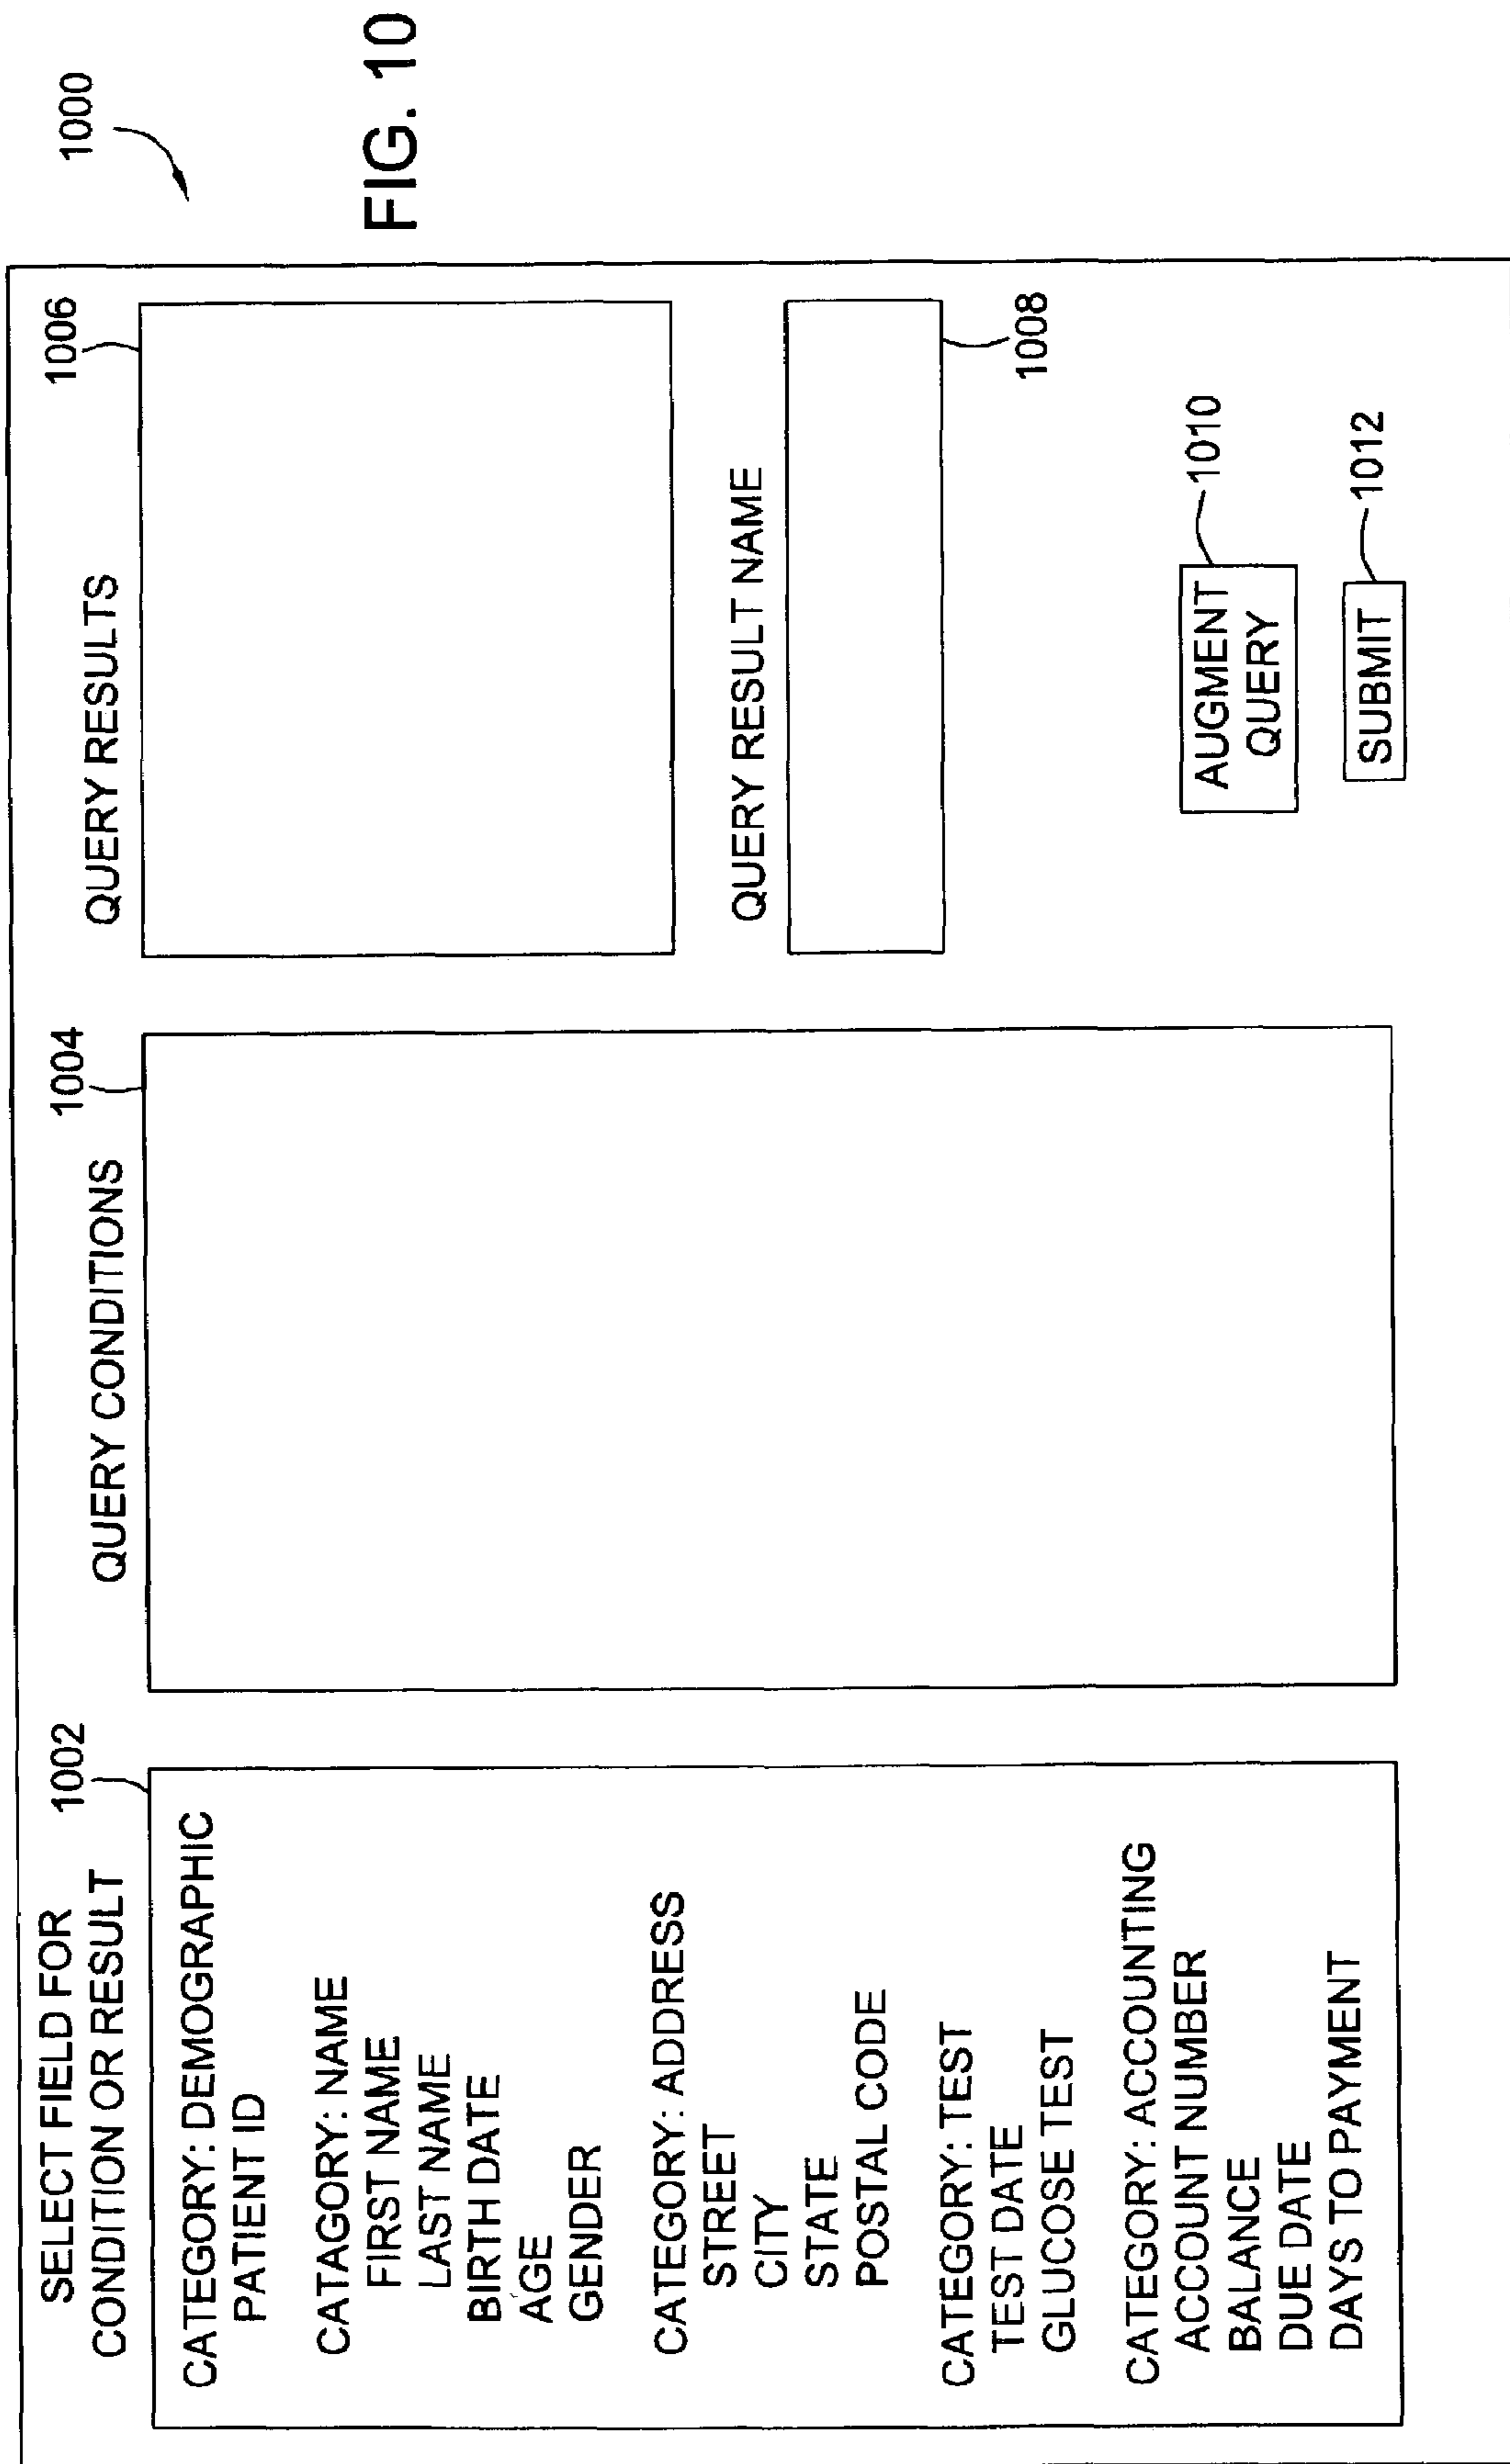 1000
FIG. 10
SELECT FIELD FOR
CONDITION OR RESULT
1002
CATEGORY: DEMOGRAPHIC
PATIENT ID
CATAGORY: NAME
FIRST NAME
LAST NAME
BIRTH DATE
AGE
GENDER
CATEGORY: ADDRESS
STREET
CITY
STATE
POSTAL CODE
CATEGORY: TEST
TEST DATE
GLUCOSE TEST
CATEGORY: ACCOUNTING
ACCOUNT NUMBER
BALANCE
DUE DATE
DAYS TO PAYMENT
QUERY CONDITIONS
1004
QUERY RESULTS
1006
QUERY RESULT NAME
1008
AUGMENT
QUERY
1010
SUBMIT
1012